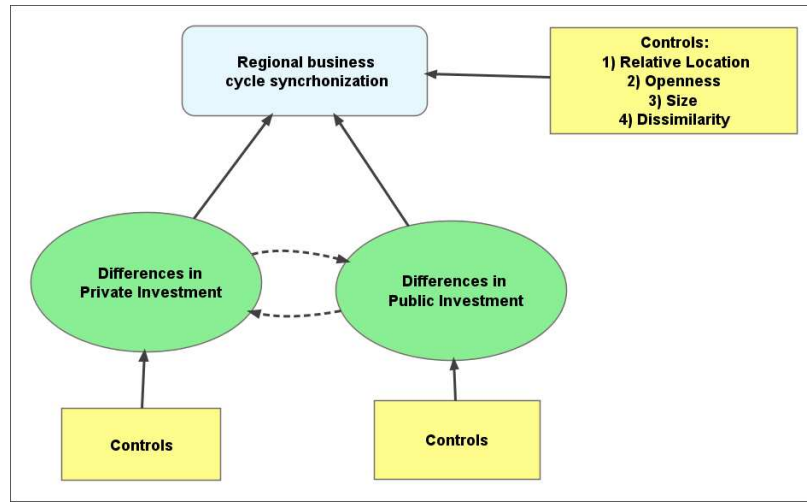 Regional business
cycle syncrhonization
Controls:
1) Relative Location
2) Openness
3) Size
4) Dissimilarity
Differences in
Private Investment
Differences in
Public Investment
Controls
Controls